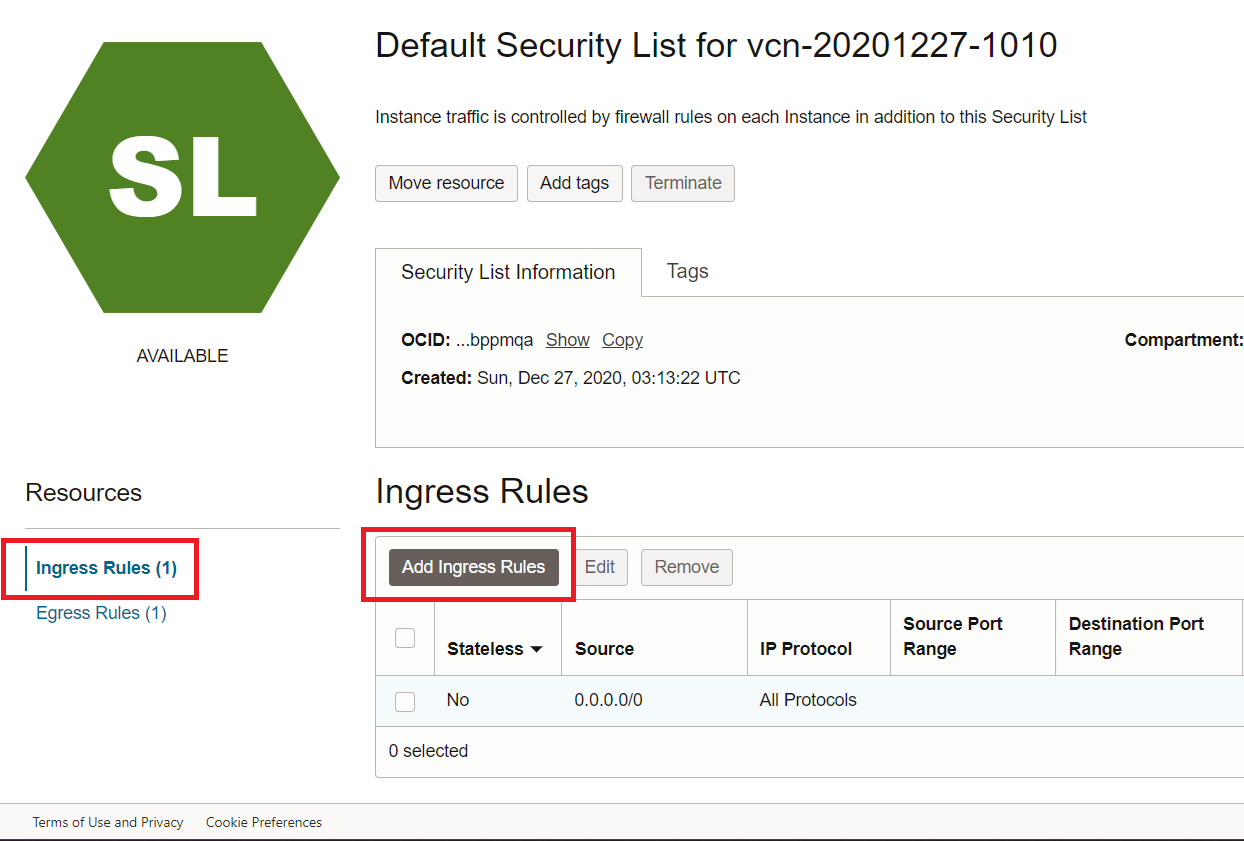 SL
AVAILABLE
Default Security List for vcn-20201227-1010
Instance traffic is controlled by firewall rules on each Instance in addition to this Security List
Move resource
Add tags
Terminate
Security List Information
Tags
OCID: ...bppmqa Show Copy
Compartment:
Created: Sun, Dec 27, 2020, 03:13:22 UTC
Resources
Ingress Rules (1)
Egress Rules (1)
Ingress Rules
Add Ingress Rules
Edit
Remove
Stateless
Source
IP Protocol
Source Port
Range
Destination Port
Range
No
0.0.0.0/0
All Protocols
0 selected
Terms of Use and Privacy
Cookie Preferences